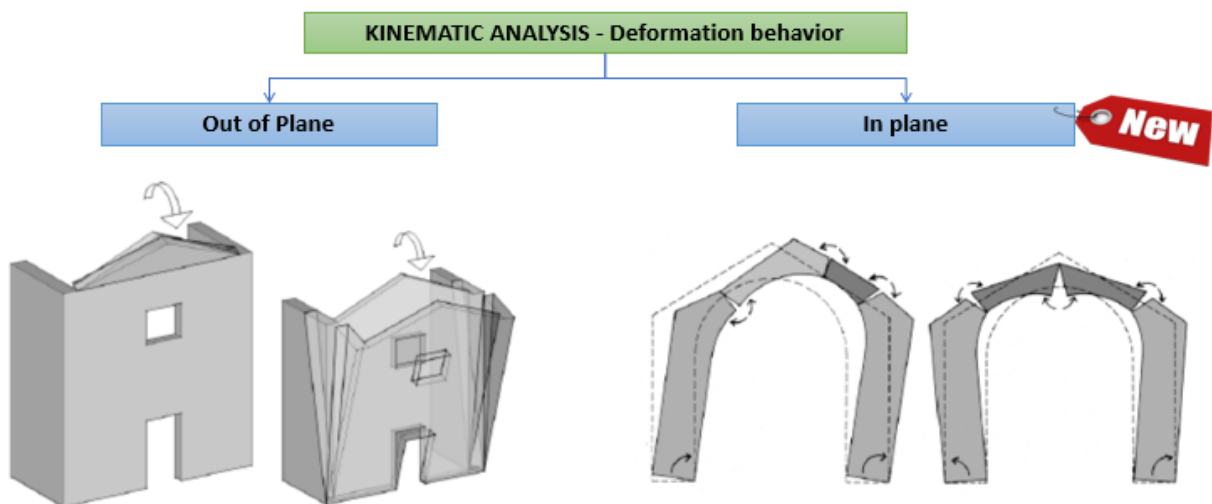 KINEMATIC ANALYSIS - Deformation behavior
Out of Plane
In plane
New